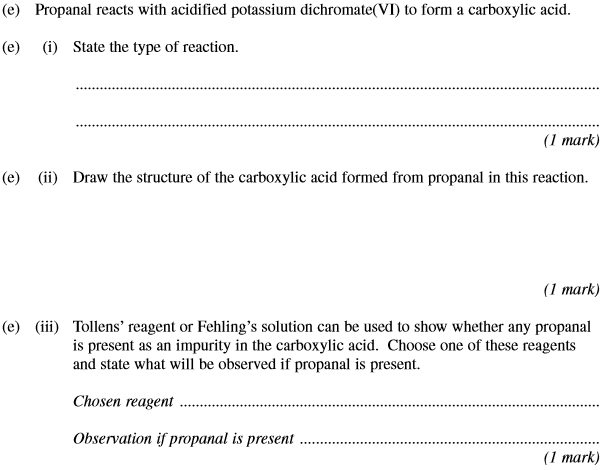 (e) Propanal reacts with acidified potassium dichromate(VI) to form a carboxylic acid.
(e) (i) State the type of reaction.
................................................................................
................................................................................
(1 mark)
(e) (ii) Draw the structure of the carboxylic acid formed from propanal in this reaction.
(1 mark)
(e) (iii) Tollens’ reagent or Fehling’s solution can be used to show whether any propanal
is present as an impurity in the carboxylic acid. Choose one of these reagents
and state what will be observed if propanal is present.
Chosen reagent ................................................................................
Observation if propanal is present ................................................................................
(1 mark)